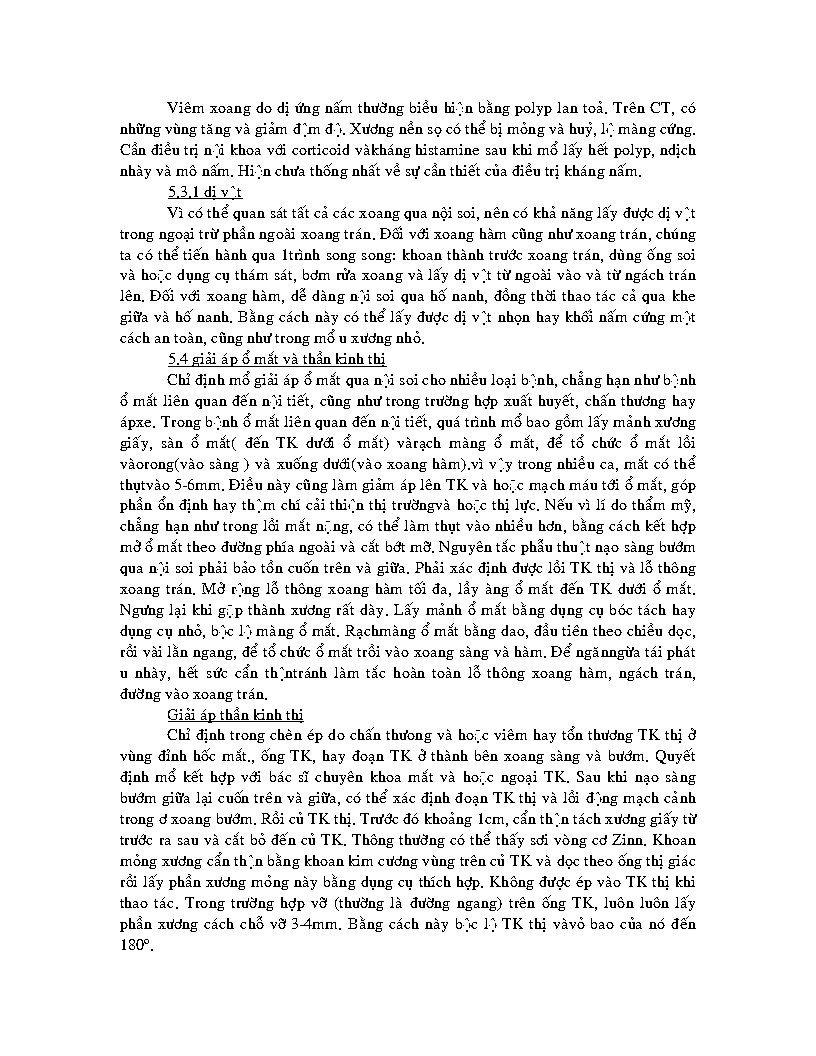 Viêm xoang do dị ứng nấm thường biểu hiện bằng polyp lan toả. Trên CT, có
những vùng tăng và giảm đậm độ. Xương nền sọ có thể bị mỏng và huỷ, lộ màng cứng.
Cần điều trị nội khoa với corticoid vàkháng histamine sau khi mổ lấy hết polyp, ndịch
nhày và mô nấm. Hiện chưa thống nhất về sự cần thiết của điều trị kháng nấm.
5.3.1 dị vật
Vì có thể quan sát tất cả các xoang qua nội soi, nên có khả năng lấy được dị vật
trong ngoại trừ phần ngoài xoang trán. Đối với xoang hàm cũng như xoang trán, chúng
ta có thể tiến hành qua 1trình song song: khoan thành trước xoang trán, dùng ống soi
và hoặc dụng cụ thám sát, bơm rửa xoang và lấy dị vật từ ngoài vào và từ ngách trán
lên. Đối với xoang hàm, dễ dàng nội soi qua hố nanh, đồng thời thao tác cả qua khe
giữa và hố nanh. Bằng cách này có thể lấy được dị vật nhọn hay khối nấm cứng một
cách an toàn, cũng như trong mổ u xương nhỏ.
5.4 giải áp ổ mắt và thần kinh thị
Chỉ định mổ giải áp ổ mắt qua nội soi cho nhiều loại bệnh, chẳng hạn như bệnh
ổ mắt liên quan đến nội tiết, cũng như trong trường hợp xuất huyết, chấn thương hay
ápxe. Trong bệnh ổ mắt liên quan đến nội tiết, quá trình mổ bao gồm lấy mảnh xương
giấy, sàn ổ mắt( đến TK dưới ổ mắt) vàrạch màng ổ mắt, để tổ chức ổ mắt lồi
vàorong(vào sàng ) và xuống dưới(vào xoang hàm).vì vậy trong nhiều ca, mắt có thể
thụtvào 5-6mm. Điều này cũng làm giảm áp lên TK và hoặc mạch máu tới ổ mắt, góp
phần ổn định hay thậm chí cải thiện thị trườngvà hoặc thị lực. Nếu vì lí do thẩm mỹ,
chẳng hạn như trong lồi mắt nặng, có thể làm thụt vào nhiều hơn, bằng cách kết hợp
mở ổ mắt theo đường phía ngoài và cắt bớt mỡ. Nguyên tắc phẫu thuật nạo sàng bướm
qua nội soi phải bảo tồn cuốn trên và giữa. Phải xác định được lồi TK thị và lỗ thông
xoang trán. Mở rộng lỗ thông xoang hàm tối đa, lầy àng ổ mắt đến TK dưới ổ mắt.
Ngưng lại khi gặp thành xương rất dày. Lấy mảnh ổ mắt bằng dụng cụ bóc tách hay
dụng cụ nhỏ, bộc lộ màng ổ mắt. Rạchmàng ổ mắt bằng dao, đầu tiên theo chiều dọc,
rồi vài lằn ngang, để tổ chức ổ mắt trồi vào xoang sàng và hàm. Để ngănngừa tái phát
u nhày, hết sức cẩn thậntránh làm tắc hoàn toàn lỗ thông xoang hàm, ngách trán,
đường vào xoang trán.
Giải áp thần kinh thị
Chỉ định trong chèn ép do chấn thưong và hoặc viêm hay tổn thương TK thị ở
vùng đỉnh hốc mắt., ống TK, hay đoạn TK ở thành bên xoang sàng và bướm. Quyết
định mổ kết hợp với bác sĩ chuyên khoa mắt và hoặc ngoại TK. Sau khi nạo sàng
bướm giữa lại cuốn trên và giữa, có thể xác định đoạn TK thị và lồi động mạch cảnh
trong ơ xoang bướm. Rồi củ TK thị. Trước đó khoảng 1cm, cẩn thận tách xương giấy từ
trước ra sau và cắt bỏ đến củ TK. Thông thường có thể thấy sơi vòng cơ Zinn. Khoan
mỏng xương cẩn thận bằng khoan kim cương vùng trên củ TK và dọc theo ống thị giác
rồi lấy phần xương mỏng này bằng dụng cụ thích hợp. Không được ép vào TK thị khi
thao tác. Trong trường hợp vỡ (thường là đường ngang) trên ống TK, luôn luôn lấy
phần xương cách chỗ vỡ 3-4mm. Bằng cách này bộc lộ TK thị vàvỏ bao của nó đến
180°.